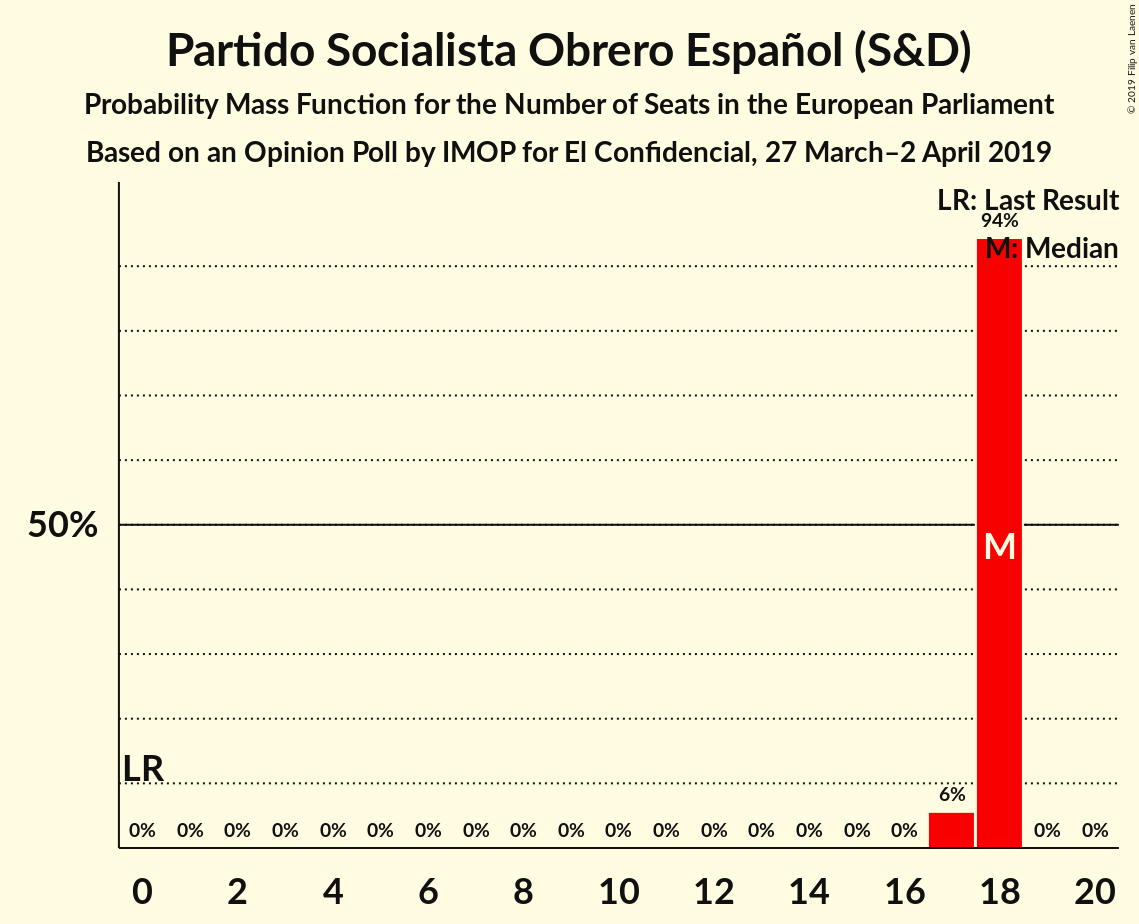 Partido Socialista Obrero Español (S&D)
Probability Mass Function for the Number of Seats in the European Parliament
Based on an Opinion Poll by IMOP for El Confidencial, 27 March–2 April 2019
© 2019 Filip van Laenen
LR: Last Result
94%
M: Median
50%
M
LR
6%
0% 0% 0% 0% 0% 0% 0% 0% 0% 0% 0% 0% 0% 0% 0% 0% 0% 0% 0%
0 2 4 6 8 10 12 14 16 18 20